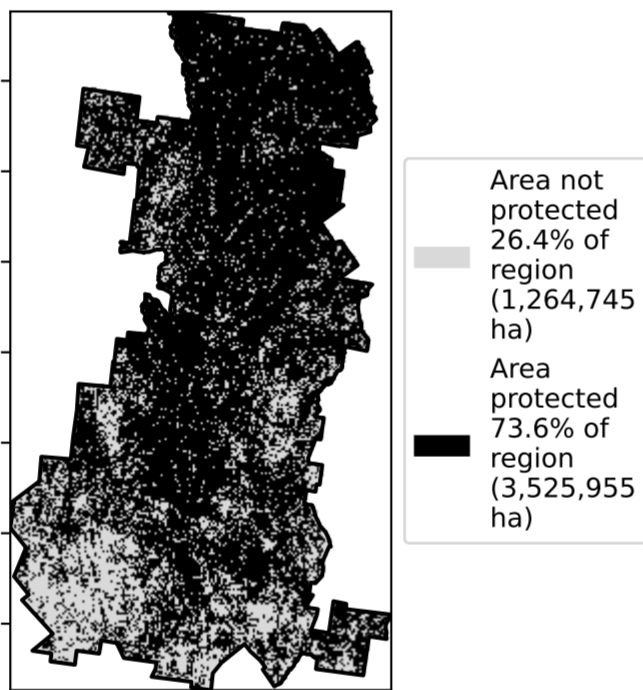 Area not
protected
26.4% of
region
(1,264,745
ha)
Area
protected
73.6% of
region
(3,525,955
ha)